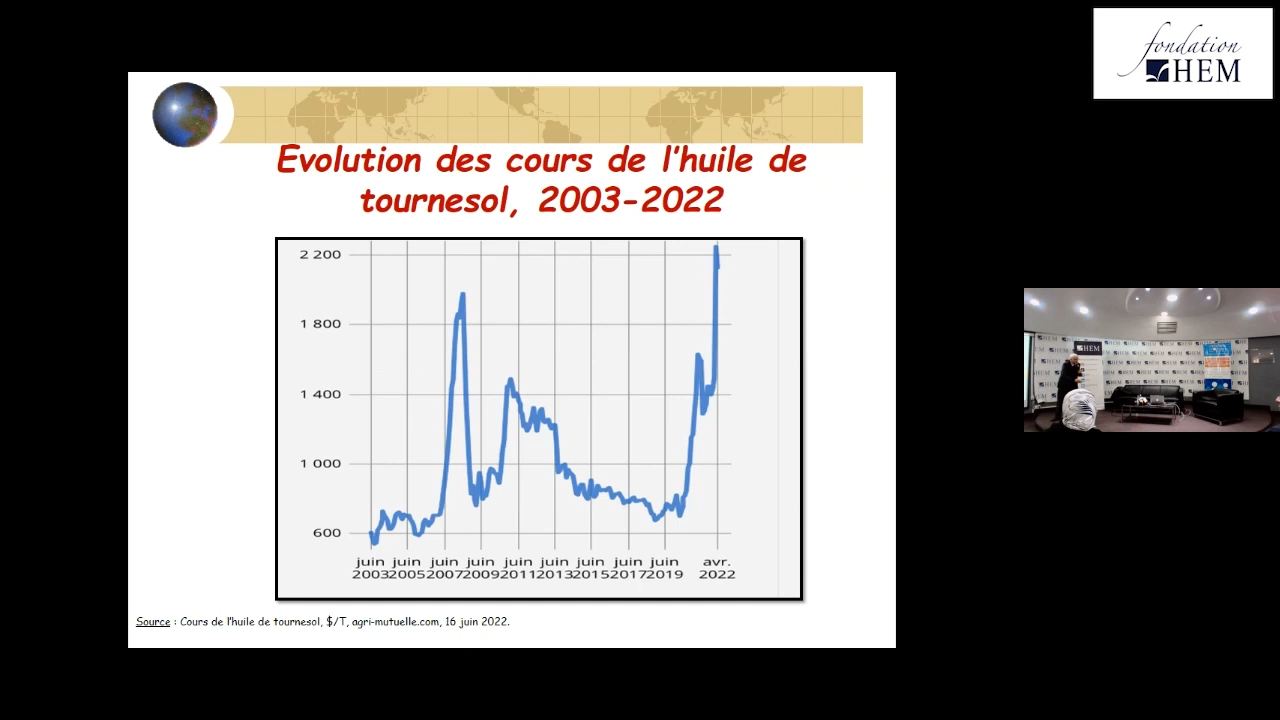 fondation
HEM
Evolution des cours de l'huile de
tournesol, 2003-2022
2 200
1 800
1 400
1 000
600
juin juin juin juin juin juin juin juin juin avr.
2003 2005 2007 2009 2011 2013 2015 2017 2019 2022
Source : Cours de l'huile de tournesol, $/T, agri-mutuelle.com, 16 juin 2022.
HEM